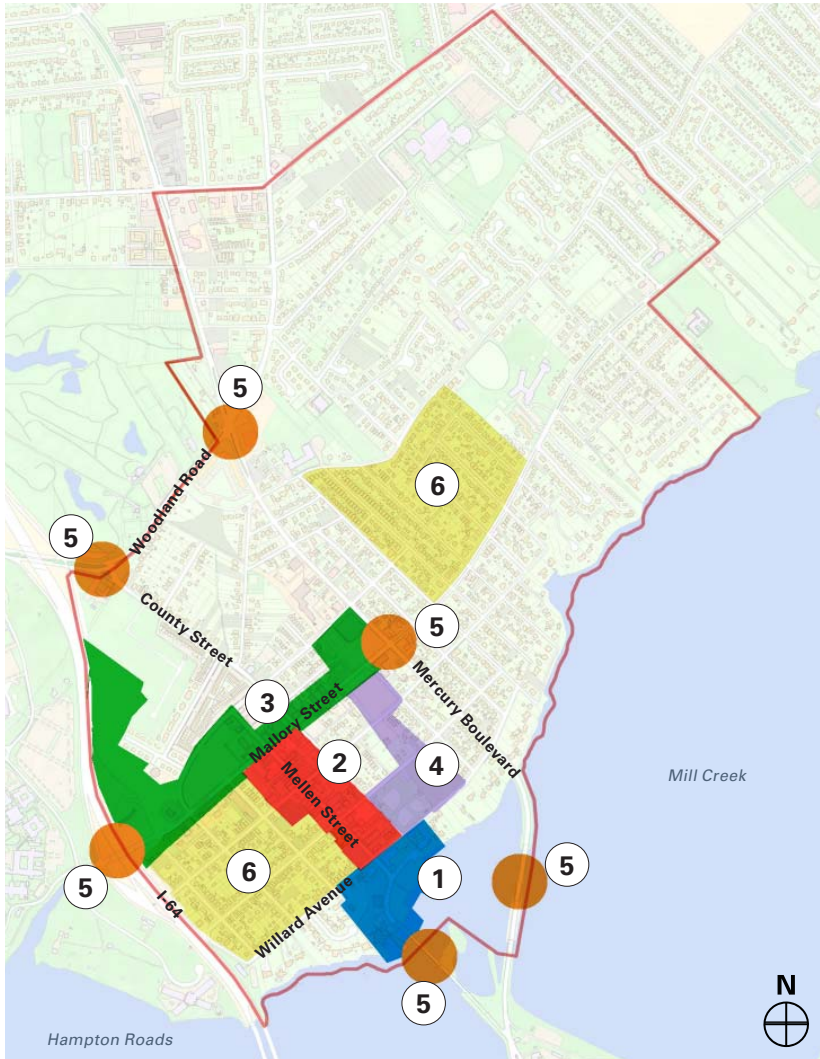 5
Woodland Road
6
5
County Street
5
Mercury Boulevard
3
Mallory Street
2
Mellen Street
4
Mill Creek
5
6
1
5
I-64
Willard Avenue
5
N
Hampton Roads